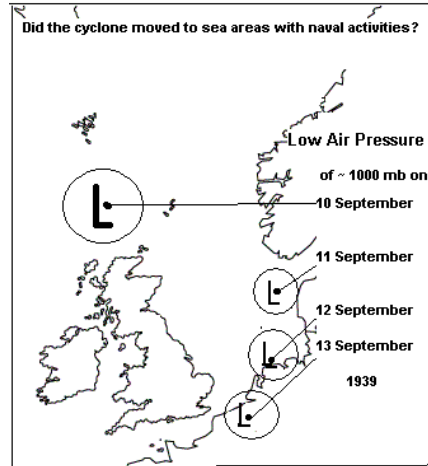 Did the cyclone moved to sea areas with naval activities?
Low Air Pressure
of ~ 1000 mb on
L
10 September
11 September
L
12 September
L
13 September
1939
L